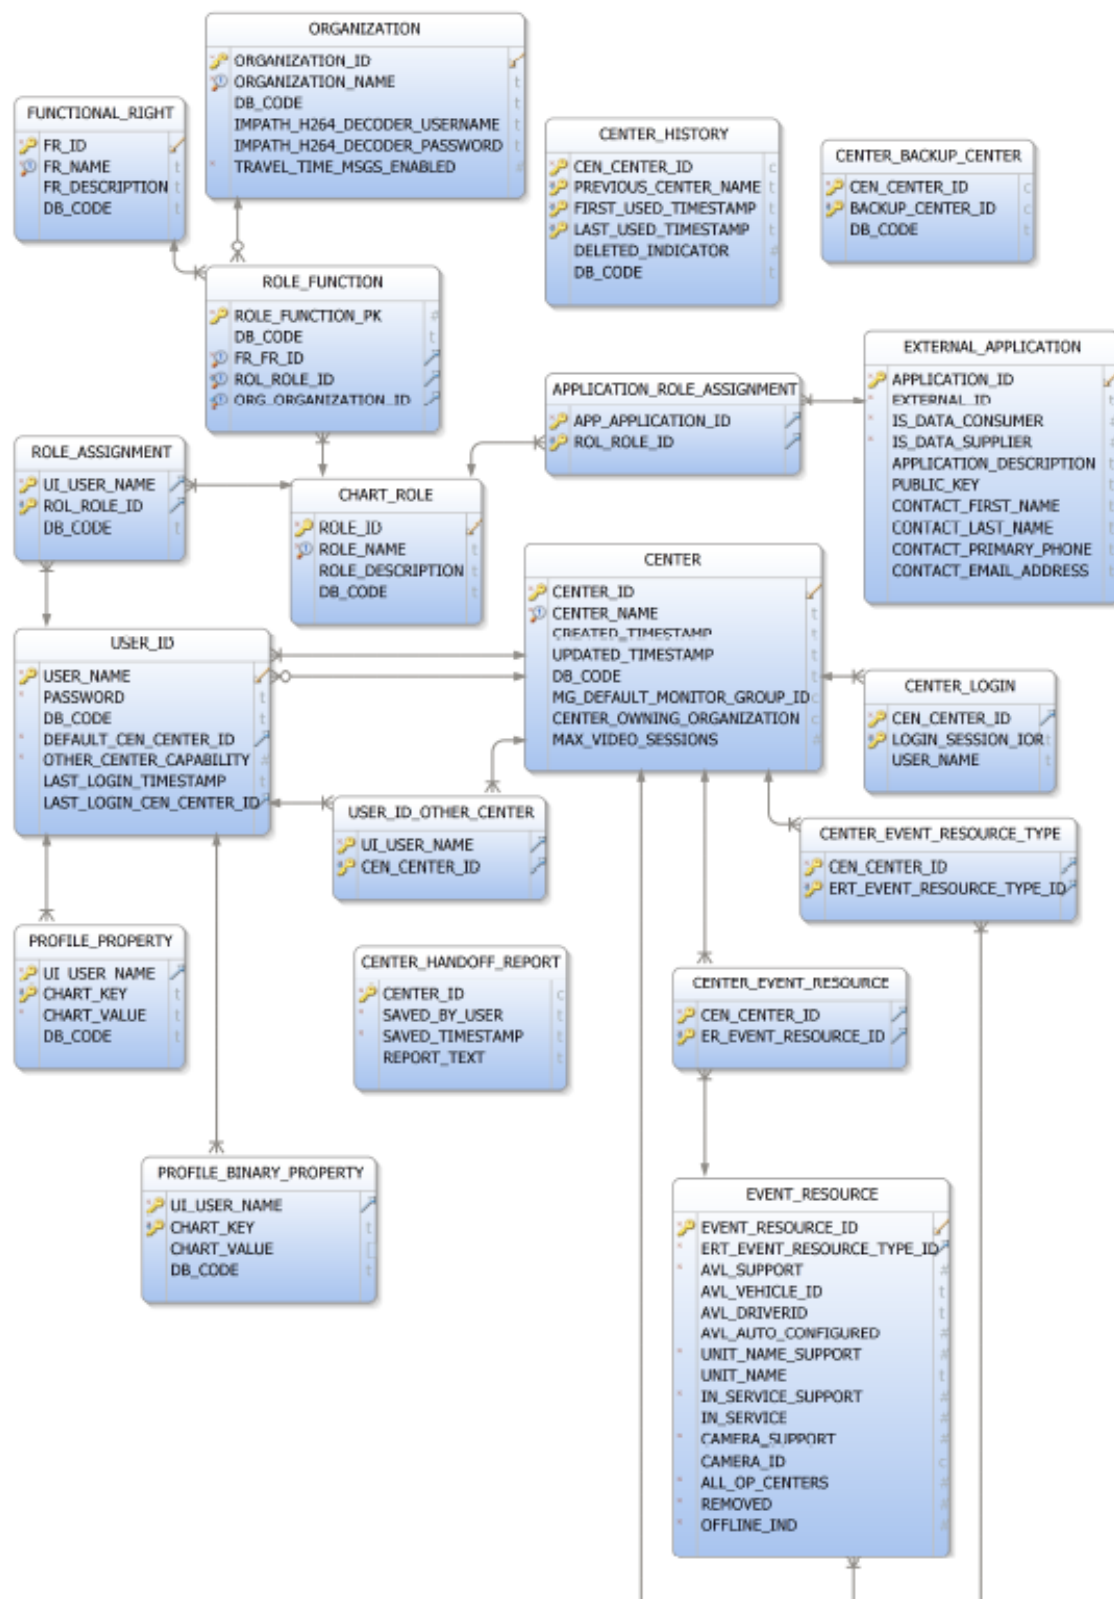 ORGANIZATION
ORGANIZATION_ID
ORGANIZATION_NAME
DB_CODE
IMPATH_H264_DECODER_USERNAME
IMPATH_H264_DECODER_PASSWORD
TRAVEL_TIME_MSGS_ENABLED
FUNCTIONAL_RIGHT
FR_ID
FR_NAME
FR_DESCRIPTION
DB_CODE
CENTER_HISTORY
CEN_CENTER_ID
PREVIOUS_CENTER_NAME
FIRST_USED_TIMESTAMP
LAST_USED_TIMESTAMP
DELETED_INDICATOR
DB_CODE
CENTER_BACKUP_CENTER
CEN_CENTER_ID
BACKUP_CENTER_ID
DB_CODE
ROLE_FUNCTION
ROLE_FUNCTION_PK
DB_CODE
FR_FR_ID
ROL_ROLE_ID
ORG_ORGANIZATION_ID
EXTERNAL_APPLICATION
APPLICATION_ID
EXTERNAL_ID
IS_DATA_CONSUMER
IS_DATA_SUPPLIER
APPLICATION_DESCRIPTION
PUBLIC_KEY
CONTACT_FIRST_NAME
CONTACT_LAST_NAME
CONTACT_PRIMARY_PHONE
CONTACT_EMAIL_ADDRESS
APPLICATION_ROLE_ASSIGNMENT
APP_APPLICATION_ID
ROL_ROLE_ID
ROLE_ASSIGNMENT
UI_USER_NAME
ROL_ROLE_ID
DB_CODE
CHART_ROLE
ROLE_ID
ROLE_NAME
ROLE_DESCRIPTION
DB_CODE
CENTER
CENTER_ID
CENTER_NAME
CREATED_TIMESTAMP
UPDATED_TIMESTAMP
DB_CODE
MG_DEFAULT_MONITOR_GROUP_ID
CENTER_OWNING_ORGANIZATION
MAX_VIDEO_SESSIONS
USER_ID
USER_NAME
PASSWORD
DB_CODE
DEFAULT_CEN_CENTER_ID
OTHER_CENTER_CAPABILITY
LAST_LOGIN_TIMESTAMP
LAST_LOGIN_CEN_CENTER_ID
CENTER_LOGIN
CEN_CENTER_ID
LOGIN_SESSION_IOR
USER_NAME
USER_ID_OTHER_CENTER
UI_USER_NAME
CEN_CENTER_ID
CENTER_EVENT_RESOURCE_TYPE
CEN_CENTER_ID
ERT_EVENT_RESOURCE_TYPE_ID
PROFILE_PROPERTY
UI_USER_NAME
CHART_KEY
CHART_VALUE
DB_CODE
CENTER_HANDOFF_REPORT
CENTER_ID
SAVED_BY_USER
SAVED_TIMESTAMP
REPORT_TEXT
CENTER_EVENT_RESOURCE
CEN_CENTER_ID
ER_EVENT_RESOURCE_ID
PROFILE_BINARY_PROPERTY
UI_USER_NAME
CHART_KEY
CHART_VALUE
DB_CODE
EVENT_RESOURCE
EVENT_RESOURCE_ID
ERT_EVENT_RESOURCE_TYPE_ID
AVL_SUPPORT
AVL_VEHICLE_ID
AVL_DRIVERID
AVL_AUTO_CONFIGURED
UNIT_NAME_SUPPORT
UNIT_NAME
IN_SERVICE_SUPPORT
IN_SERVICE
CAMERA_SUPPORT
CAMERA_ID
ALL_OP_CENTERS
REMOVED
OFFLINE_IND